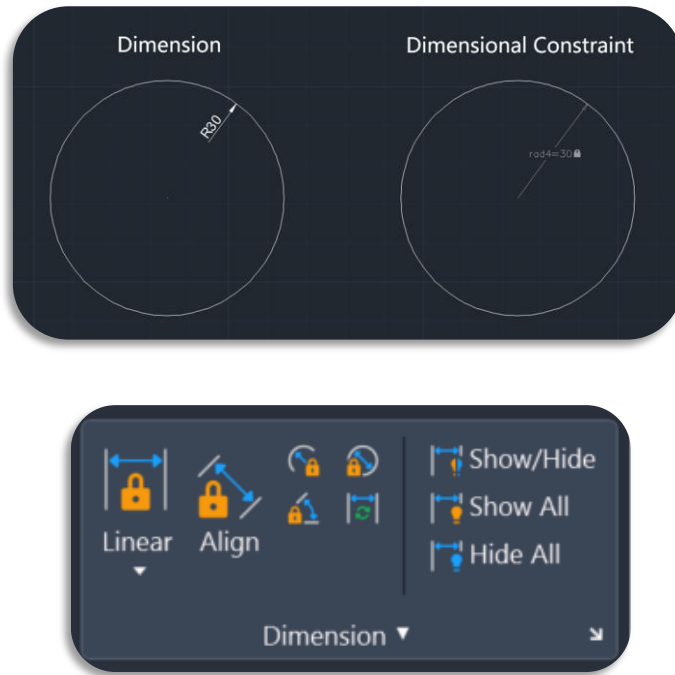 Dimension
Dimensional Constraint
R30
rad4=30
Linear
Align
Show/Hide
Show All
Hide All
Dimension